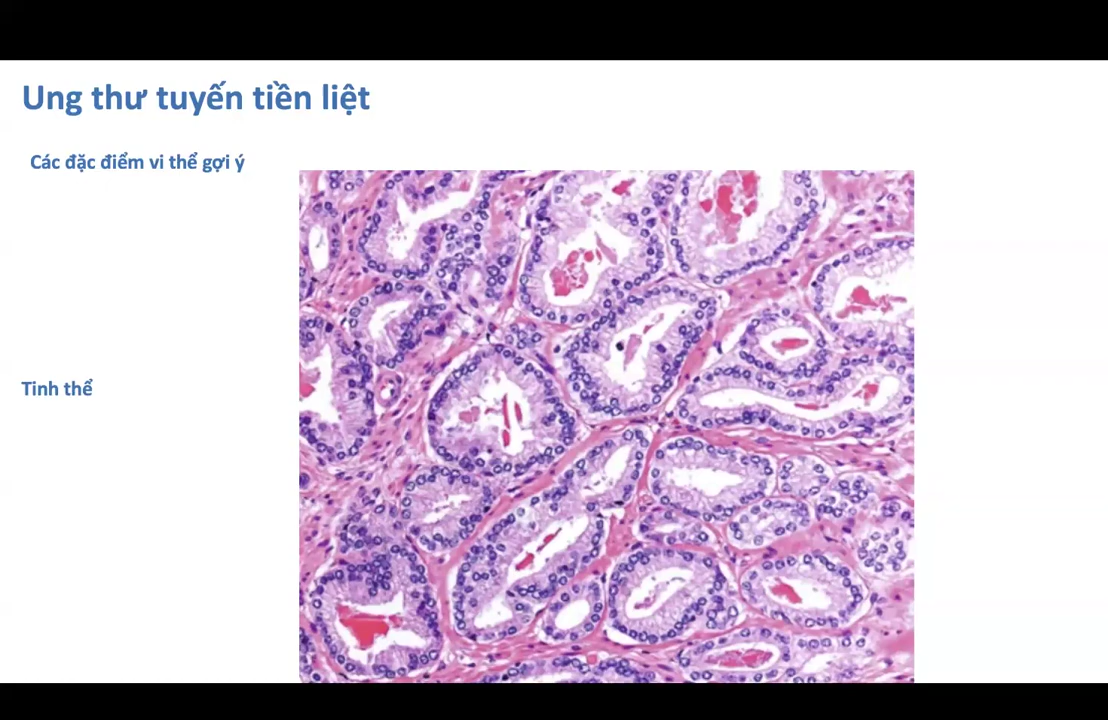 Ung thư tuyến tiền liệt
Các đặc điểm vi thể gợi ý
Tinh thể